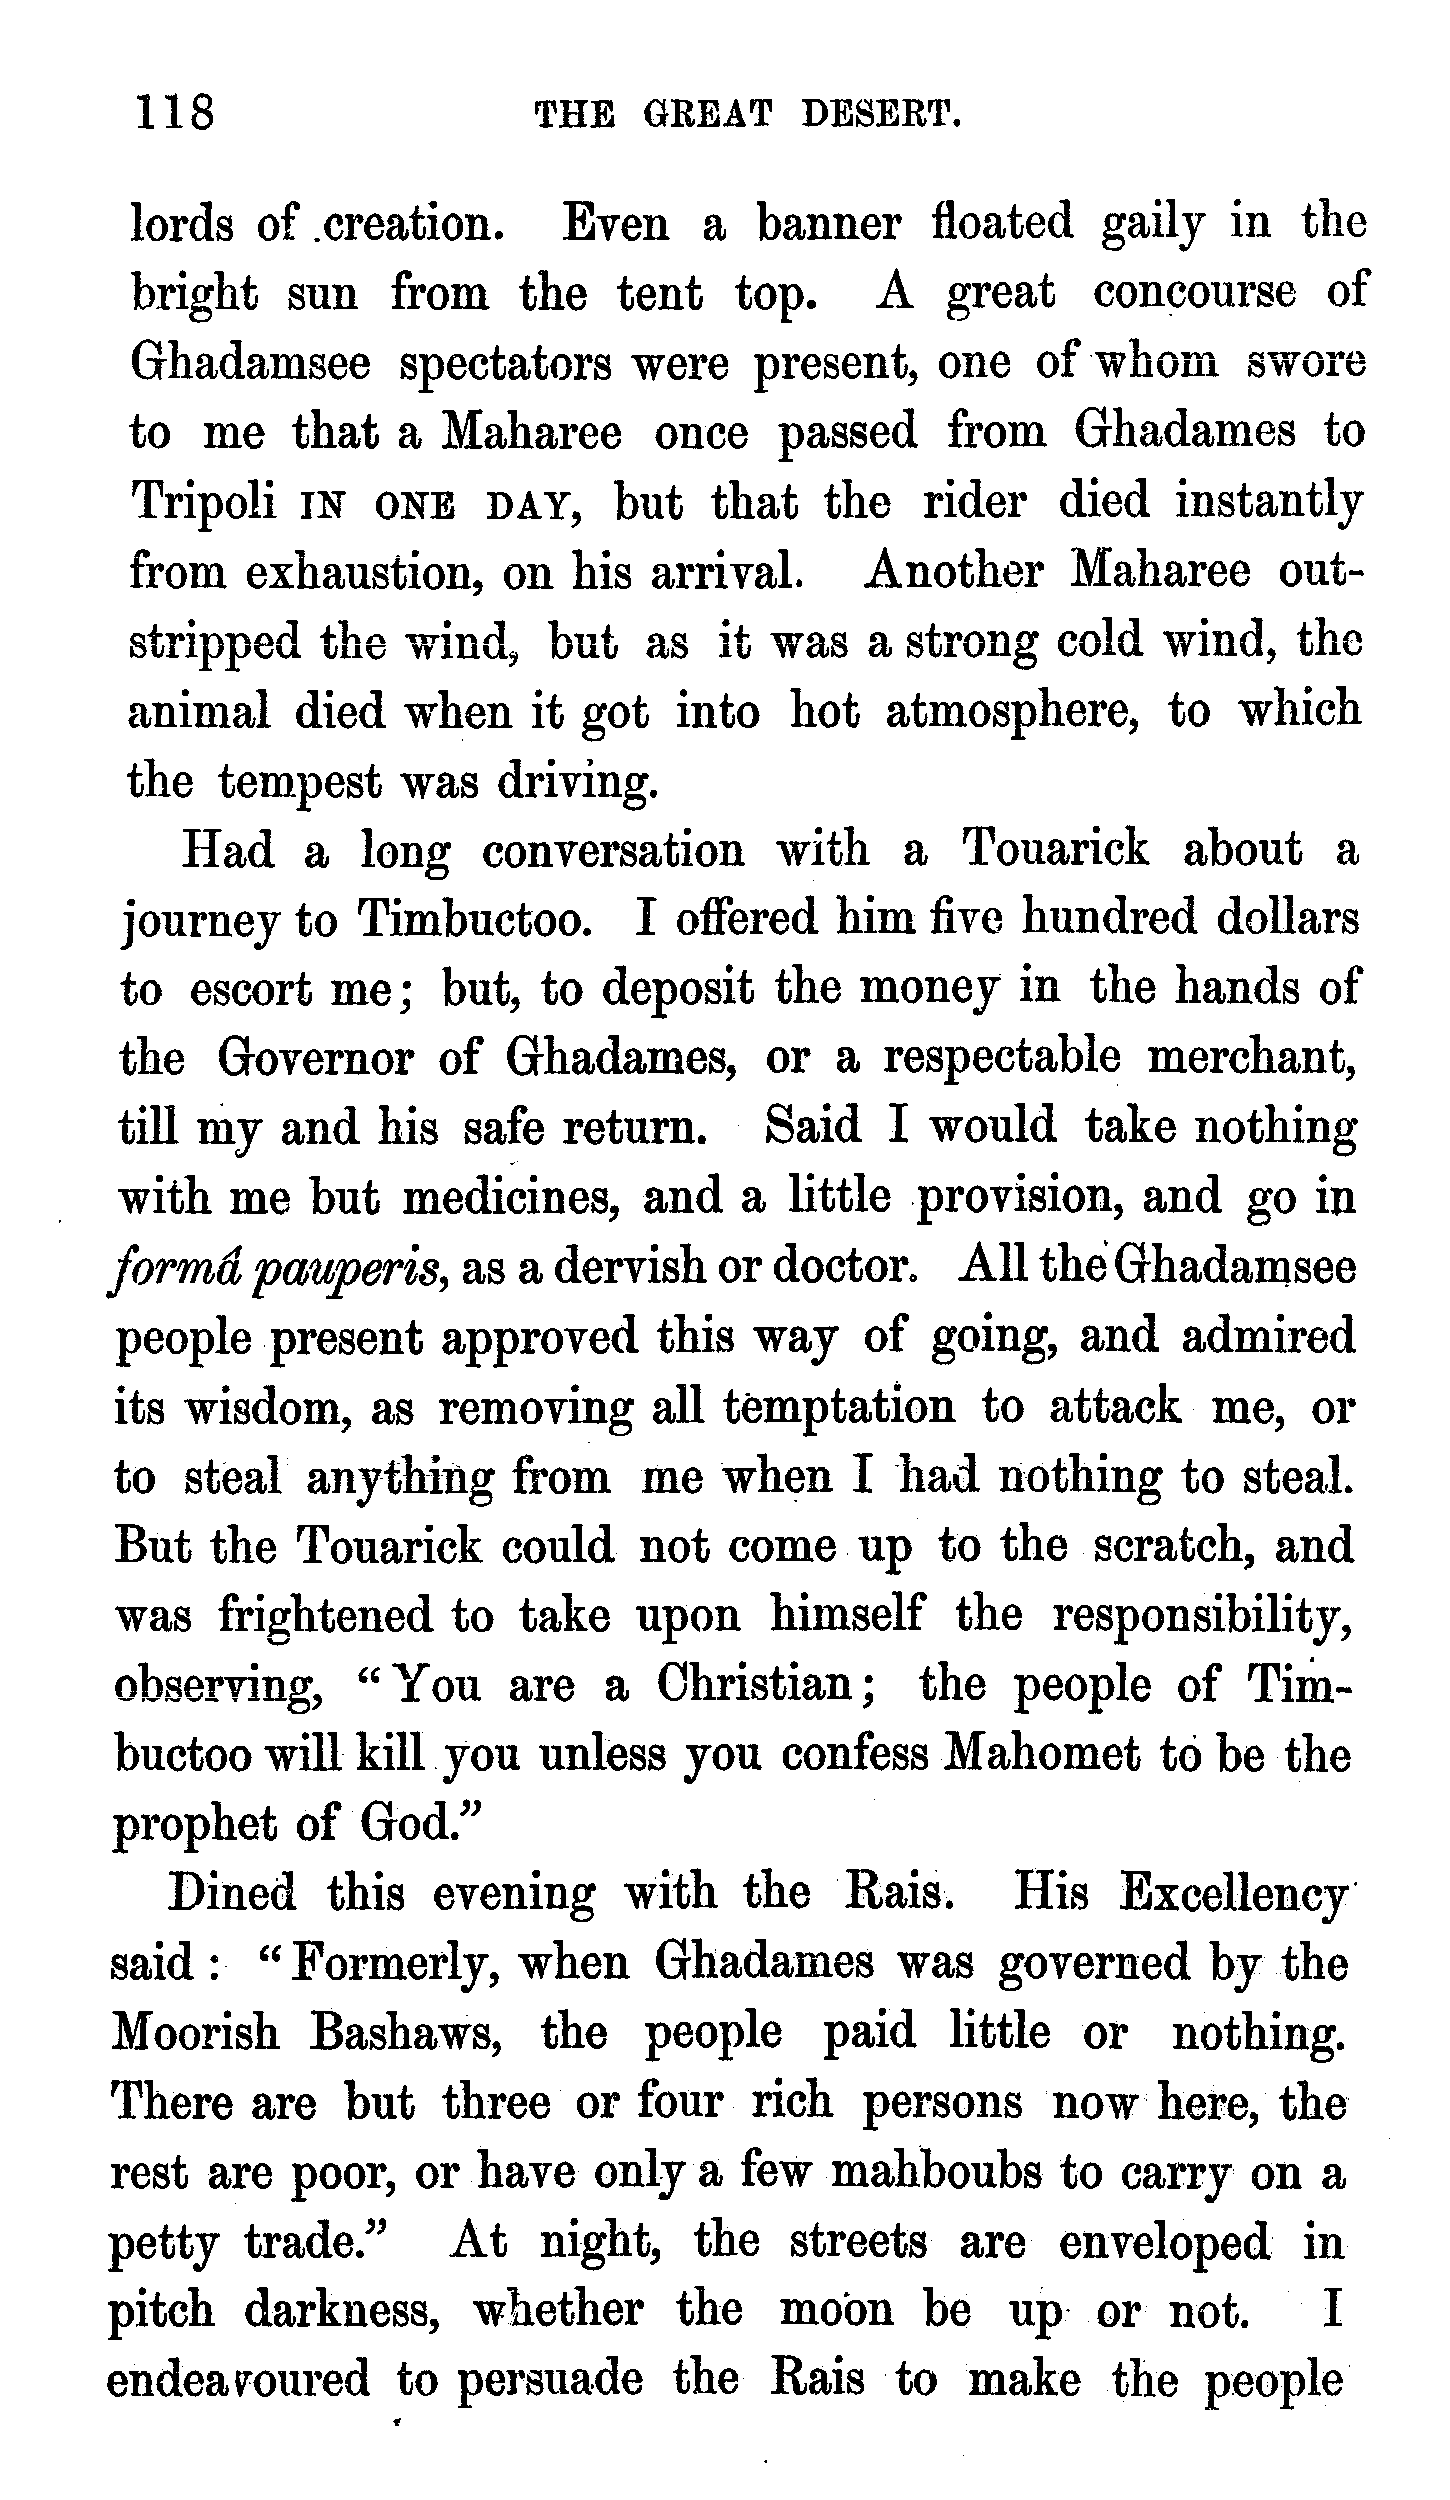 118 THE GREAT DESERT.
lords of creation. Even a banner floated gaily in the
bright sun from the tent top. A great concourse of
Ghadamsee spectators were present, one of whom swore
to me that a Maharee once passed from Ghadames to
Tripoli IN ONE DAY, but that the rider died instantly
from exhaustion, on his arrival. Another Maharee out-
stripped the wind, but as it was a strong cold wind, the
animal died when it got into hot atmosphere, to which
the tempest was driving.
Had a long conversation with a Touarick about a
journey to Timbuctoo. I offered him five hundred dollars
to escort me; but, to deposit the money in the hands of
the Governor of Ghadames, or a respectable merchant,
till my and his safe return. Said I would take nothing
with me but medicines, and a little provision, and go in
formâ pauperis, as a dervish or doctor. All the Ghadamsee
people present approved this way of going, and admired
its wisdom, as removing all temptation to attack me, or
to steal anything from me when I had nothing to steal.
But the Touarick could not come up to the scratch, and
was frightened to take upon himself the responsibility,
observing, “You are a Christian; the people of Tim-
buctoo will kill you unless you confess Mahomet to be the
prophet of God.”
Dined this evening with the Rais. His Excellency
said: “Formerly, when Ghadames was governed by the
Moorish Bashaws, the people paid little or nothing.
There are but three or four rich persons now here, the
rest are poor, or have only a few mahboubs to carry on a
petty trade.” At night, the streets are enveloped in
pitch darkness, whether the moon be up or not. I
endeavoured to persuade the Rais to make the people